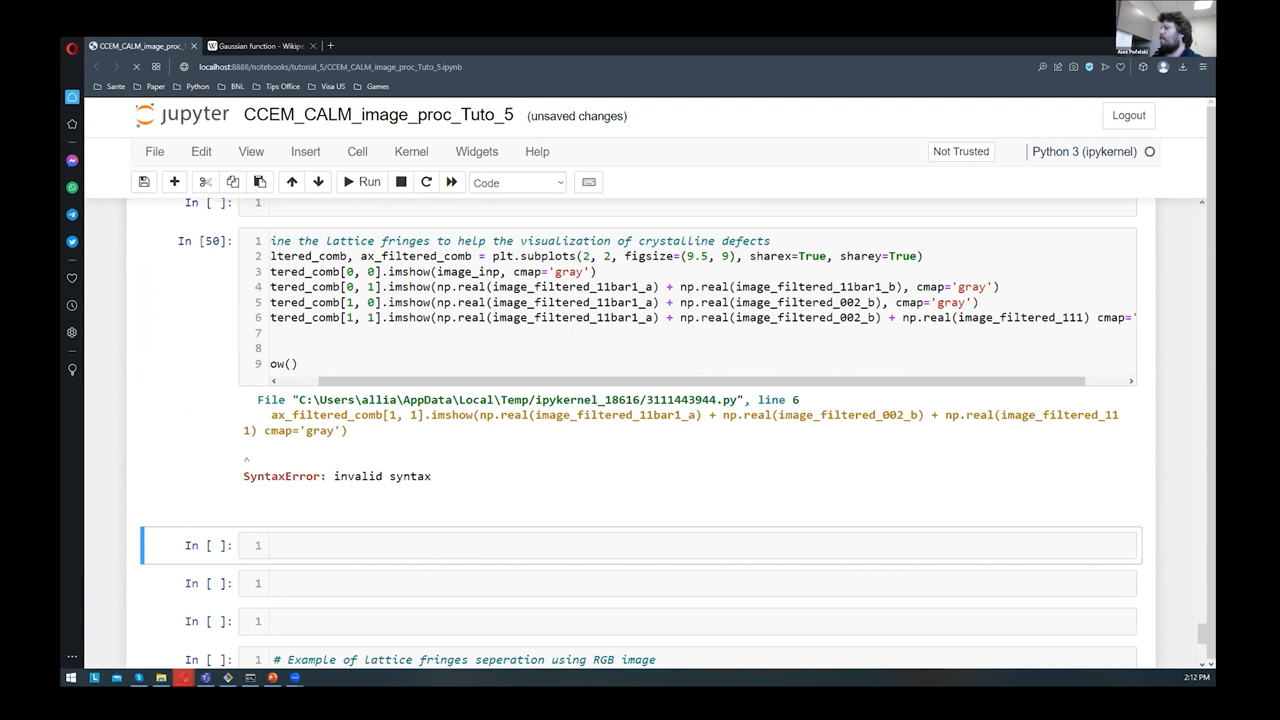 Alex Pofelski
CCEM_CALM_image_proc_
Gaussian function - Wikipe
localhost:8888/notebooks/tutorial_5/CCEM_CALM_image_proc_Tuto_5.ipynb
Sante Paper Python BNL Tips Office Visa US Games
jupyter CCEM_CALM_image_proc_Tuto_5 (unsaved changes) Logout
File Edit View Insert Cell Kernel Widgets Help Not Trusted Python 3 (ipykernel)
Run Code
In [ ]: 1
In [50]: 1 ine the lattice fringes to help the visualization of crystalline defects
2 ltered_comb, ax_filtered_comb = plt.subplots(2, 2, figsize=(9.5, 9), sharex=True, sharey=True)
3 tered_comb[0, 0].imshow(image_inp, cmap='gray')
4 tered_comb[0, 1].imshow(np.real(image_filtered_11bar1_a) + np.real(image_filtered_11bar1_b), cmap='gray')
5 tered_comb[1, 0].imshow(np.real(image_filtered_11bar1_a) + np.real(image_filtered_002_b), cmap='gray')
6 tered_comb[1, 1].imshow(np.real(image_filtered_11bar1_a) + np.real(image_filtered_002_b) + np.real(image_filtered_111) cmap='
7
8
9 ow()
File "C:\Users\allia\AppData\Local\Temp/ipykernel_18616/3111443944.py", line 6
ax_filtered_comb[1, 1].imshow(np.real(image_filtered_11bar1_a) + np.real(image_filtered_002_b) + np.real(image_filtered_11
1) cmap='gray')
^
SyntaxError: invalid syntax
In [ ]: 1
In [ ]: 1
In [ ]: 1
In [ ]: 1 # Example of lattice fringes seperation using RGB image
2:12 PM